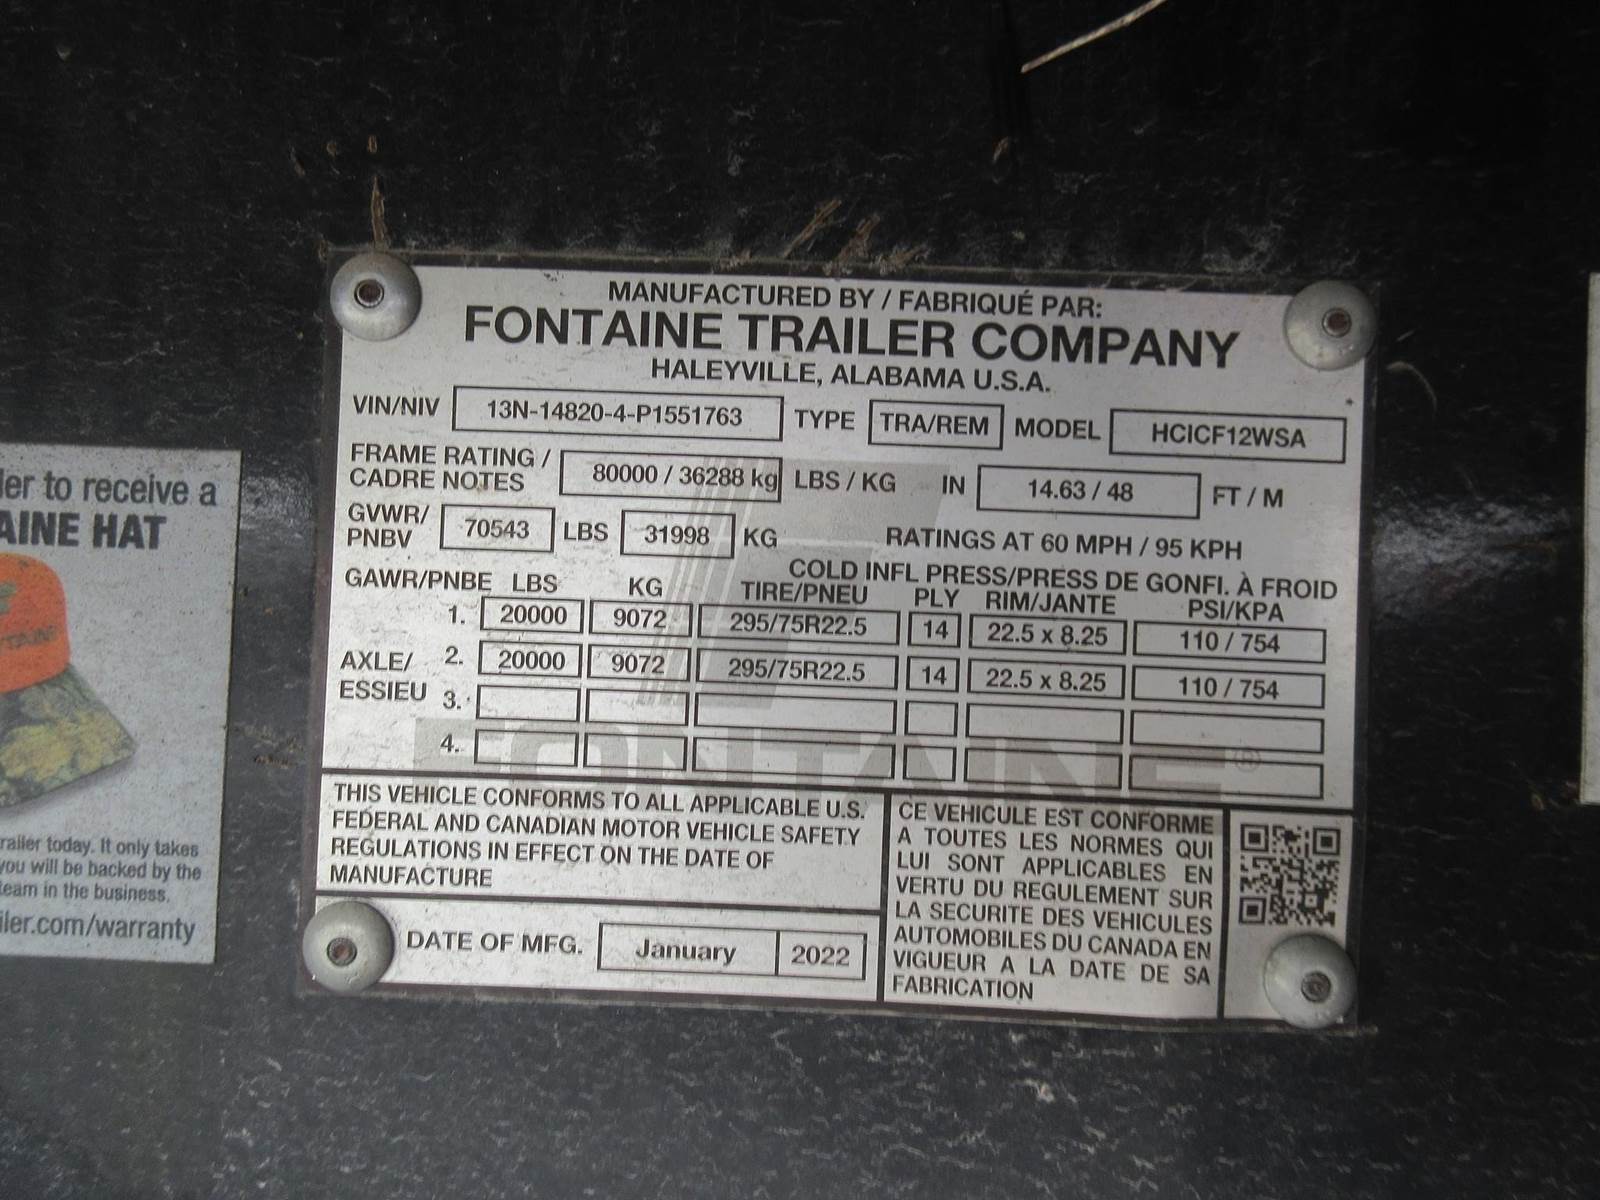 MANUFACTURED BY / FABRIQUÉ PAR:
FONTAINE TRAILER COMPANY
HALEYVILLE, ALABAMA U.S.A.
VIN/NIV 13N-14820-4-P1551763 TYPE TRA/REM MODEL HCICF12WSA
FRAME RATING / CADRE NOTES 80000 / 36288 kg LBS / KG IN 14.63 / 48 FT / M
GVWR/ PNBV 70543 LBS 31998 KG RATINGS AT 60 MPH / 95 KPH
COLD INFL PRESS/PRESS DE GONFI. À FROID
GAWR/PNBE LBS KG TIRE/PNEU PLY RIM/JANTE PSI/KPA
AXLE/ ESSIEU
1. 20000 9072 295/75R22.5 14 22.5 x 8.25 110 / 754
2. 20000 9072 295/75R22.5 14 22.5 x 8.25 110 / 754
3.
4.
FONTAINE®
THIS VEHICLE CONFORMS TO ALL APPLICABLE U.S.
FEDERAL AND CANADIAN MOTOR VEHICLE SAFETY
REGULATIONS IN EFFECT ON THE DATE OF
MANUFACTURE
DATE OF MFG. January 2022
CE VEHICULE EST CONFORME
A TOUTES LES NORMES QUI
LUI SONT APPLICABLES EN
VERTU DU REGULEMENT SUR
LA SECURITE DES VEHICULES
AUTOMOBILES DU CANADA EN
VIGUEUR A LA DATE DE SA
FABRICATION
ler to receive a
AINE HAT
railer today. It only takes
you will be backed by the
team in the business.
iler.com/warranty